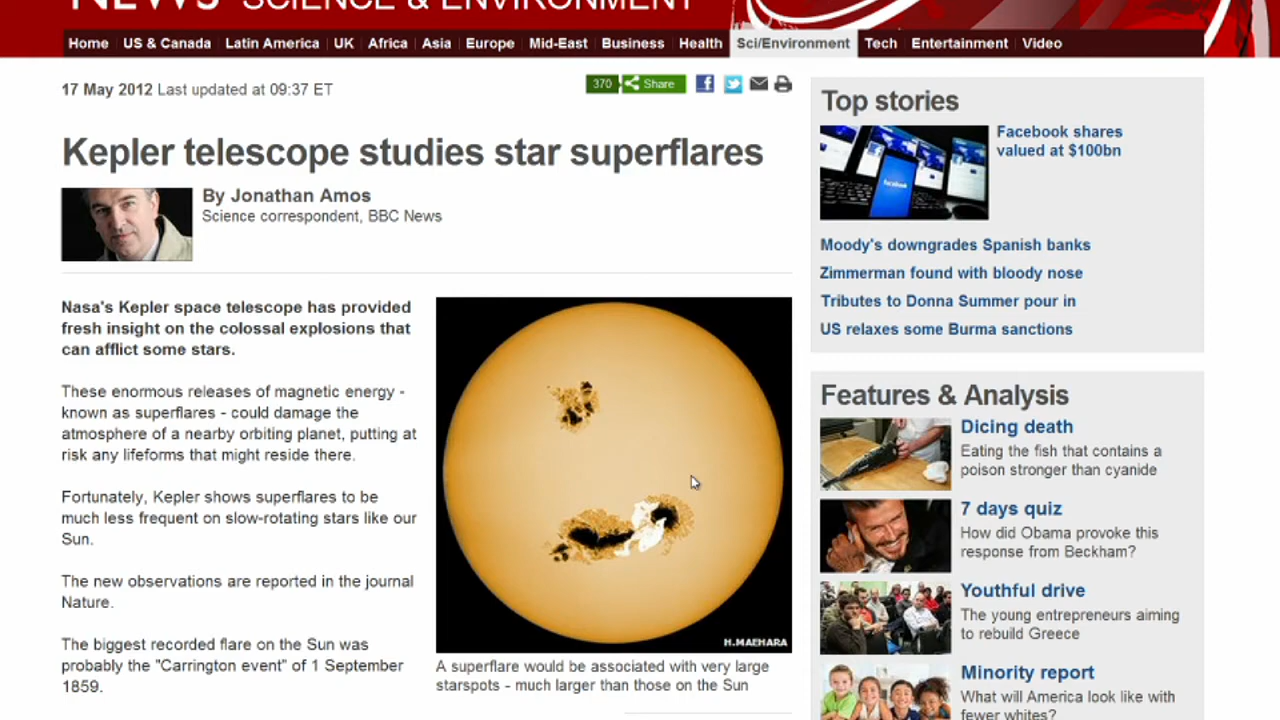 NEWS SCIENCE & ENVIRONMENT
Home US & Canada Latin America UK Africa Asia Europe Mid-East Business Health Sci/Environment Tech Entertainment Video
17 May 2012 Last updated at 09:37 ET
370 Share
Kepler telescope studies star superflares
By Jonathan Amos
Science correspondent, BBC News
Nasa's Kepler space telescope has provided
fresh insight on the colossal explosions that
can afflict some stars.
These enormous releases of magnetic energy -
known as superflares - could damage the
atmosphere of a nearby orbiting planet, putting at
risk any lifeforms that might reside there.
Fortunately, Kepler shows superflares to be
much less frequent on slow-rotating stars like our
Sun.
The new observations are reported in the journal
Nature.
The biggest recorded flare on the Sun was
probably the "Carrington event" of 1 September
1859.
H.MAEHARA
A superflare would be associated with very large
starspots - much larger than those on the Sun
Top stories
facebook
Facebook shares
valued at $100bn
Moody's downgrades Spanish banks
Zimmerman found with bloody nose
Tributes to Donna Summer pour in
US relaxes some Burma sanctions
Features & Analysis
Dicing death
Eating the fish that contains a
poison stronger than cyanide
7 days quiz
How did Obama provoke this
response from Beckham?
Youthful drive
The young entrepreneurs aiming
to rebuild Greece
Minority report
What will America look like with
fewer whites?